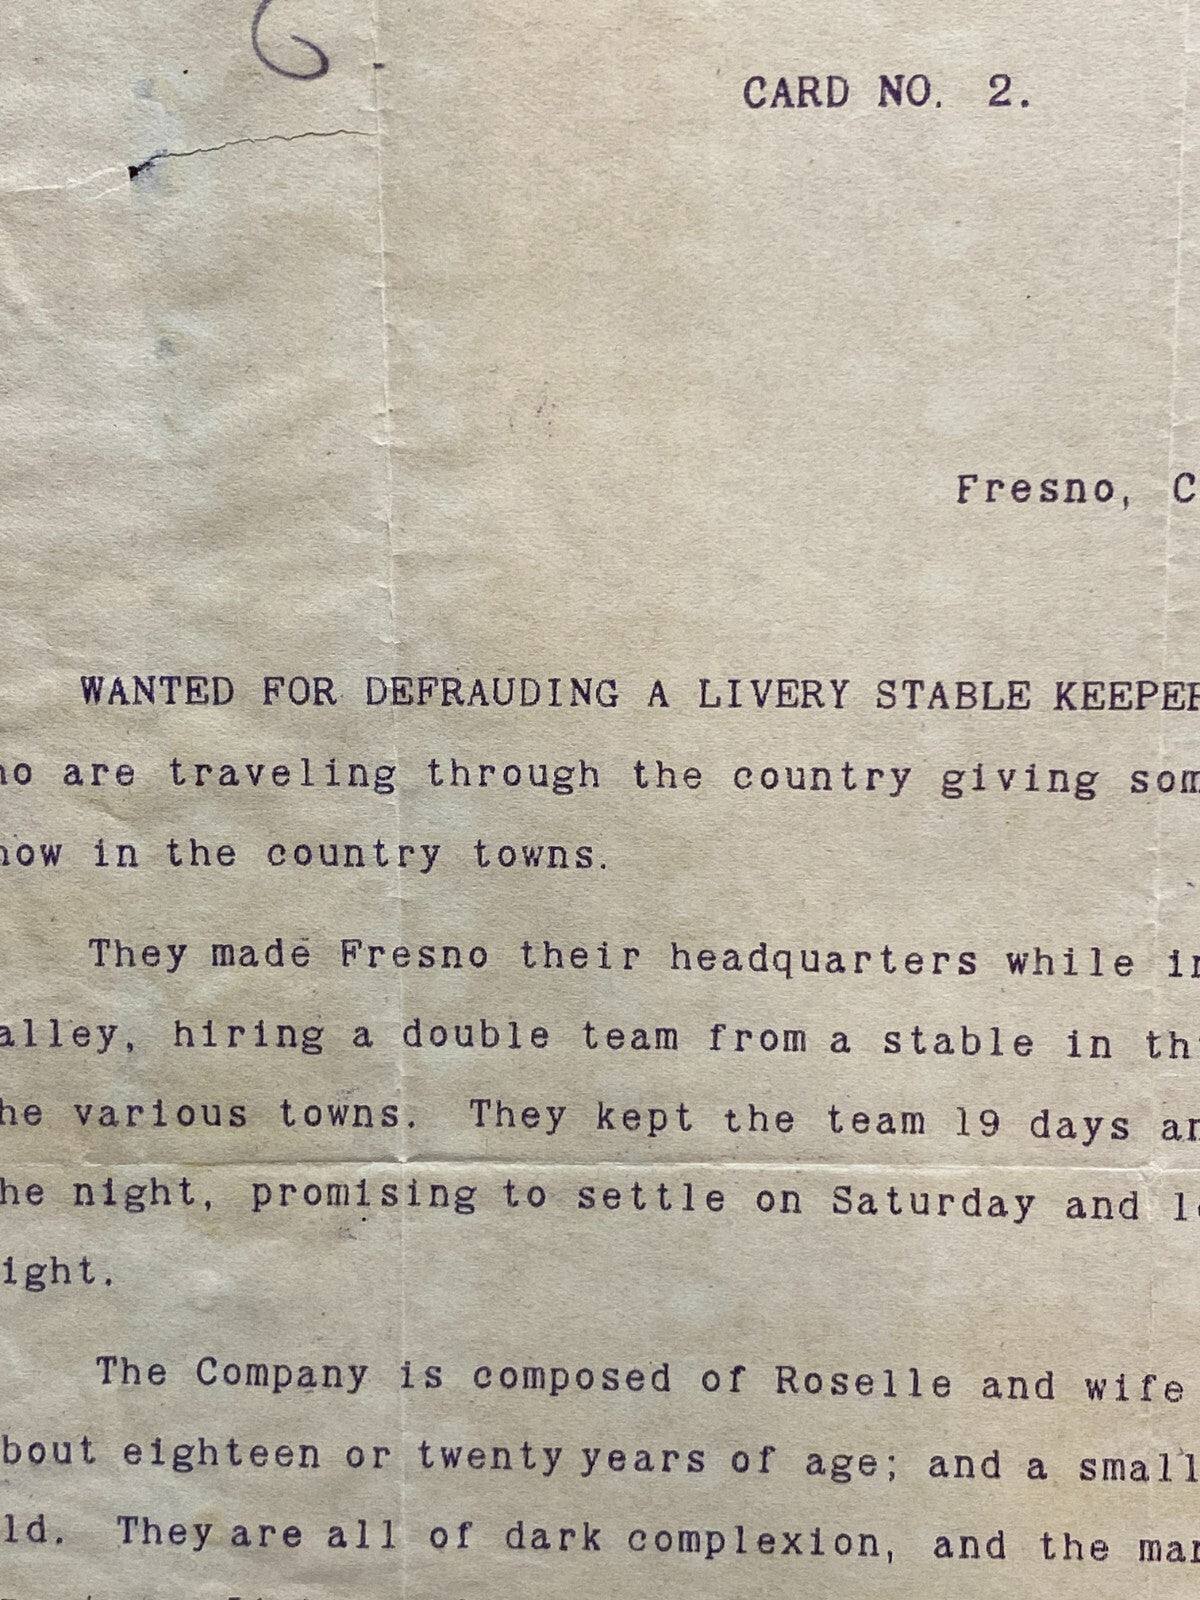 CARD NO. 2.
Fresno, C
WANTED FOR DEFRAUDING A LIVERY STABLE KEEPER
ho are traveling through the country giving som
how in the country towns.
They made Fresno their headquarters while in
alley, hiring a double team from a stable in thi
he various towns. They kept the team 19 days an
he night, promising to settle on Saturday and le
ight.
The Company is composed of Roselle and wife
bout eighteen or twenty years of age; and a small
ld. They are all of dark complexion, and the man